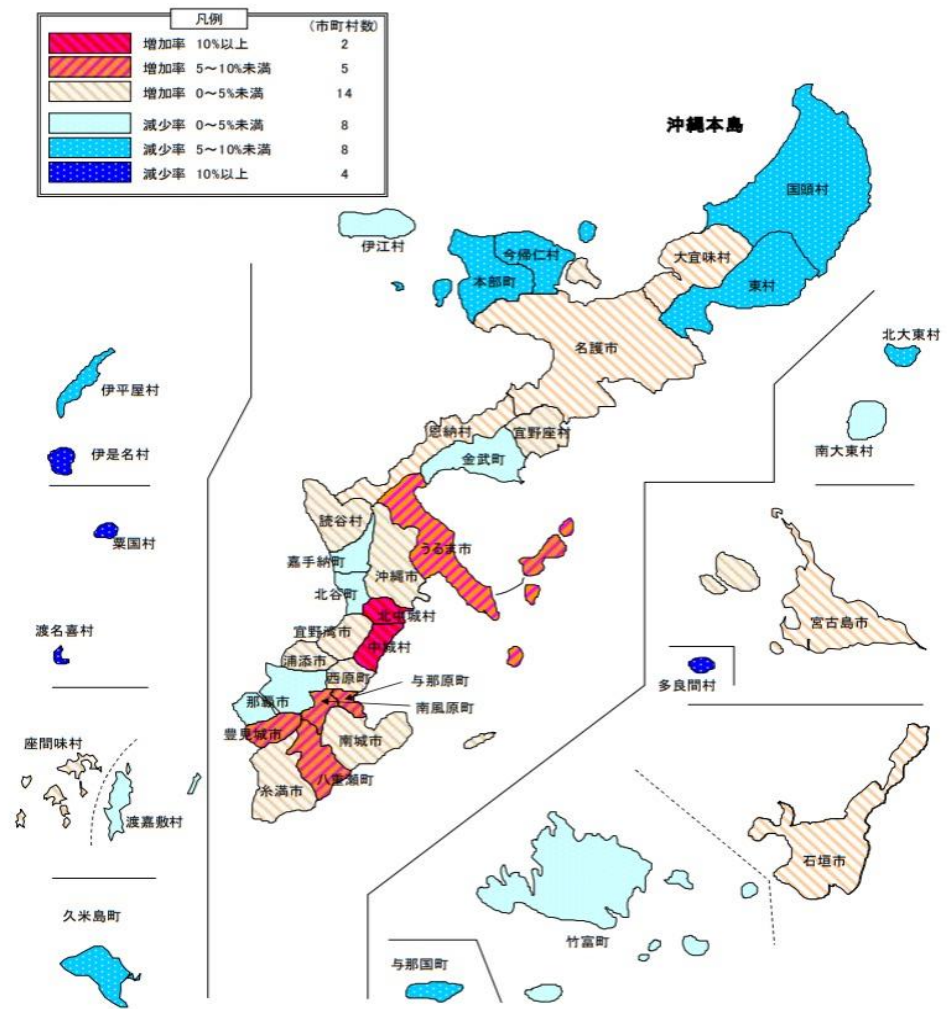 凡例
(市町村数)
増加率 10%以上 2
増加率 5~10%未満 5
増加率 0~5%未満 14
減少率 0~5%未満 8
減少率 5~10%未満 8
減少率 10%以上 4
沖縄本島
国頭村
伊江村
今帰仁村
大宜味村
本部町
東村
北大東村
名護市
伊平屋村
恩納村
宜野座村
伊是名村
金武町
南大東村
読谷村
粟国村
うるま市
嘉手納町
沖縄市
北谷町
北中城村
宮古島市
宜野湾市
渡名喜村
中城村
浦添市
西原町
与那原町
多良間村
那覇市
南風原町
豊見城市
南城市
座間味村
八重瀬町
糸満市
渡嘉敷村
石垣市
久米島町
竹富町
与那国町